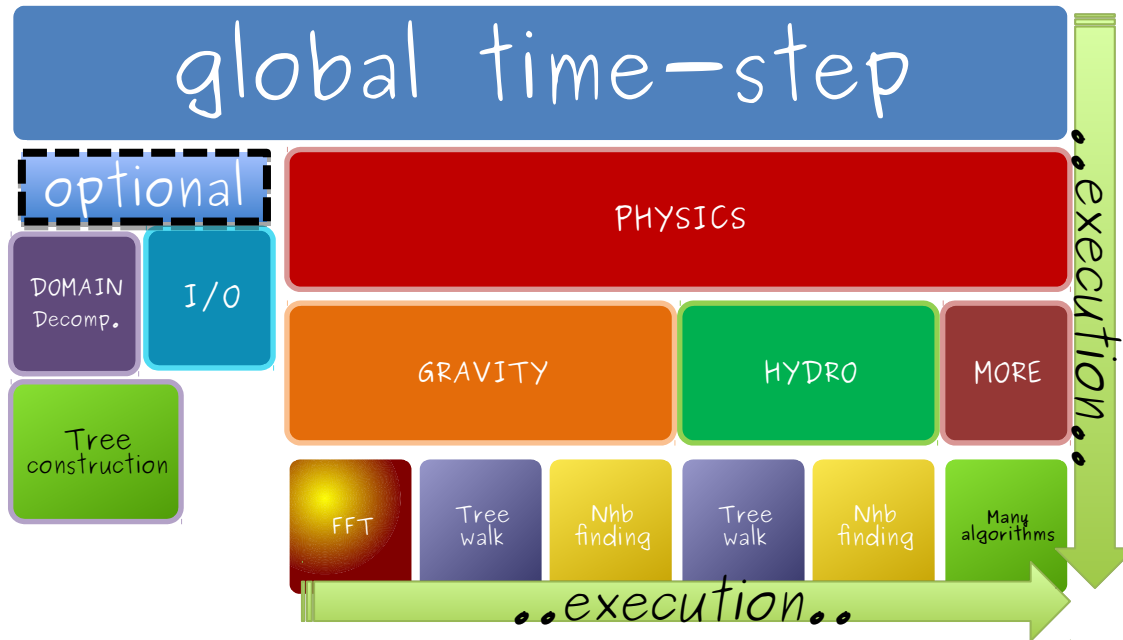 global time-step
optional
PHYSICS
DOMAIN
Decomp.
I/O
GRAVITY
HYDRO
MORE
Tree
construction
FFT
Tree
walk
Nhb
finding
Tree
walk
Nhb
finding
Many
algorithms
..execution..
..execution..